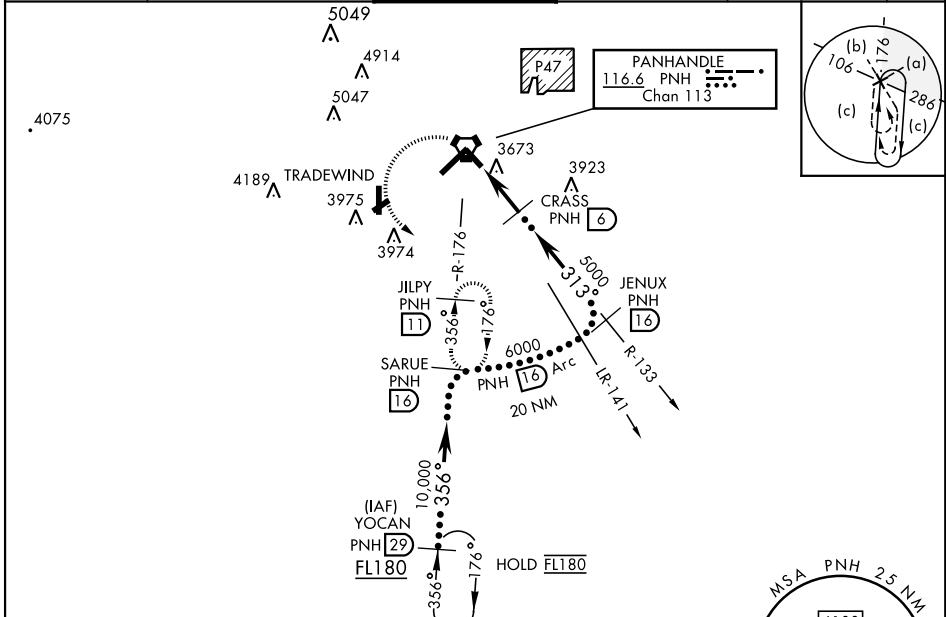 5049
4914
5047
4075
P47
PANHANDLE
116.6 PNH
Chan 113
(b)
176
(a)
106
286
(c)
(c)
3673
3923
4189
TRADEWIND
3975
3974
CRASS
PNH 6
R-176
5000
313°
JILPY
PNH
11
356°
176°
JENUX
PNH
16
SARUE
PNH
16
6000
PNH 16 Arc
20 NM
LR-141
R-133
10,000
356°
(IAF)
YOCAN
PNH 29
FL180
356°
176°
HOLD FL180
MSA PNH 25 NM